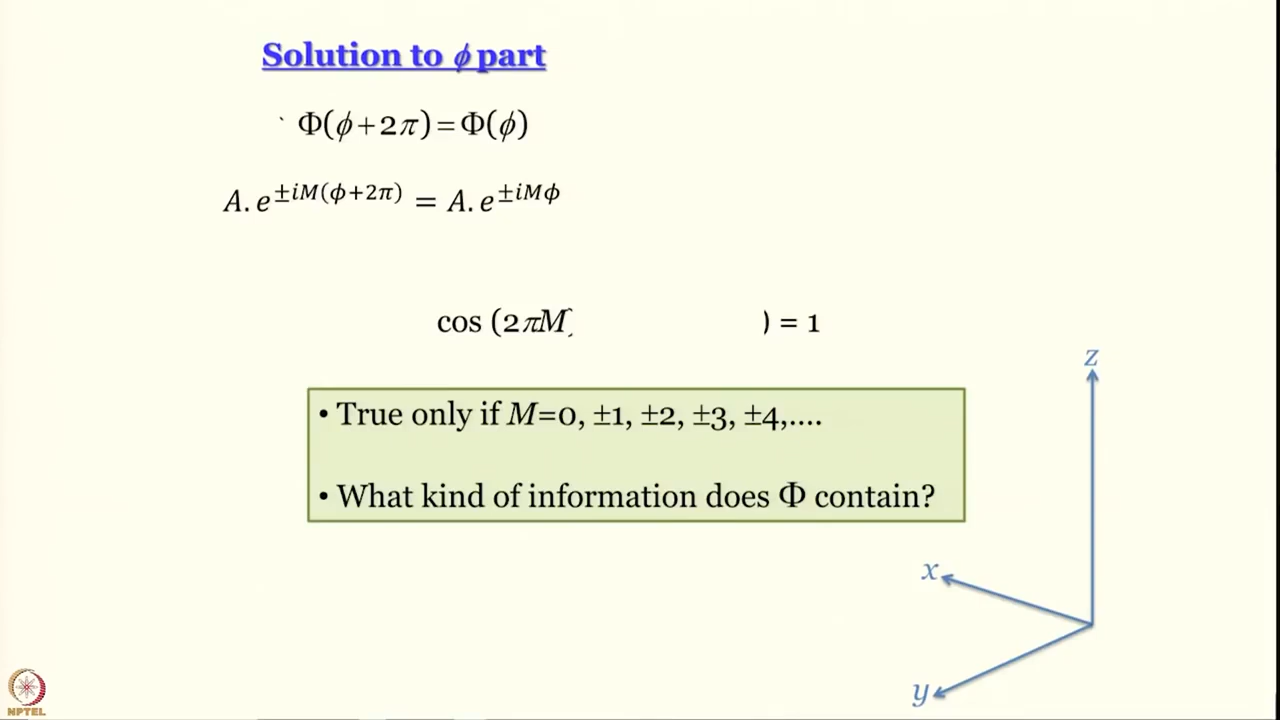 Solution to ϕ part
` Φ(ϕ+2π)=Φ(ϕ)
A. e^{±iM(ϕ+2π)} = A. e^{±iMϕ}
cos (2πM) ) = 1
• True only if M=0, ±1, ±2, ±3, ±4,....
• What kind of information does Φ contain?
z
x
y
NPTEL